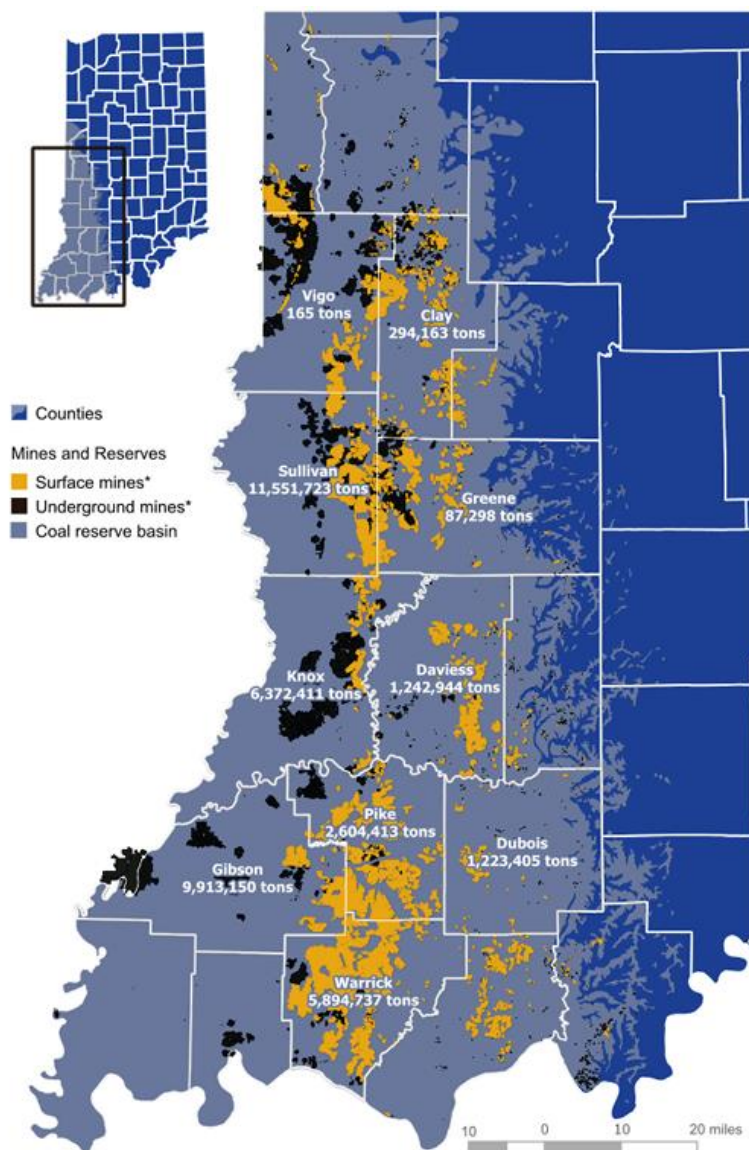 Vigo
165 tons
Clay
294,163 tons
Counties
Mines and Reserves
Surface mines*
Underground mines*
Coal reserve basin
Sullivan
11,551,723 tons
Greene
87,298 tons
Knox
6,372,411 tons
Daviess
1,242,944 tons
Pike
2,604,413 tons
Dubois
1,223,405 tons
Gibson
9,913,150 tons
Warrick
5,894,737 tons
10 0 10 20 miles